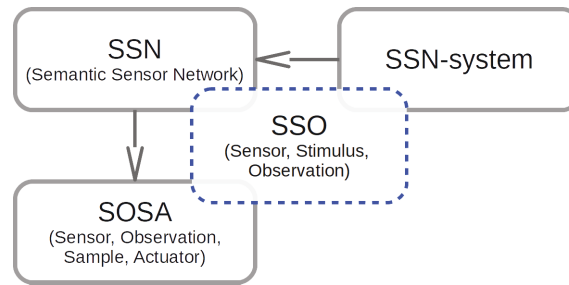 SSN
(Semantic Sensor Network)
SSN-system
SSO
(Sensor, Stimulus,
Observation)
SOSA
(Sensor, Observation,
Sample, Actuator)